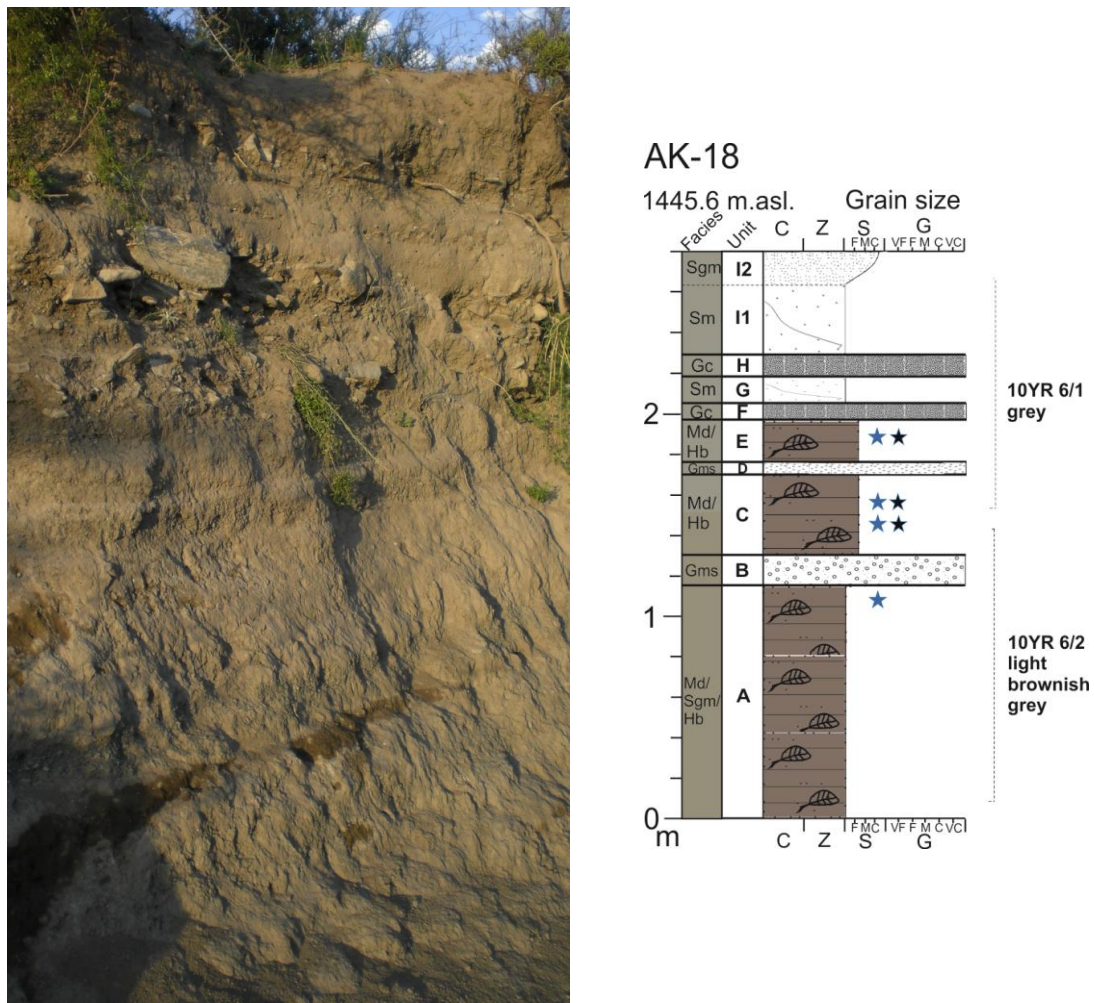 AK-18
1445.6 m.asl. Grain size
Facies Unit C Z S G
F M C VF F M C VC
Sgm I2
Sm I1
Gc H
Sm G
Gc F
2
Md/
Hb
E
Gms D
Md/
Hb
C
Gms B
1
Md/
Sgm/
Hb
A
0
m
F M C VF F M C VC
C Z S G
10YR 6/1
grey
10YR 6/2
light
brownish
grey